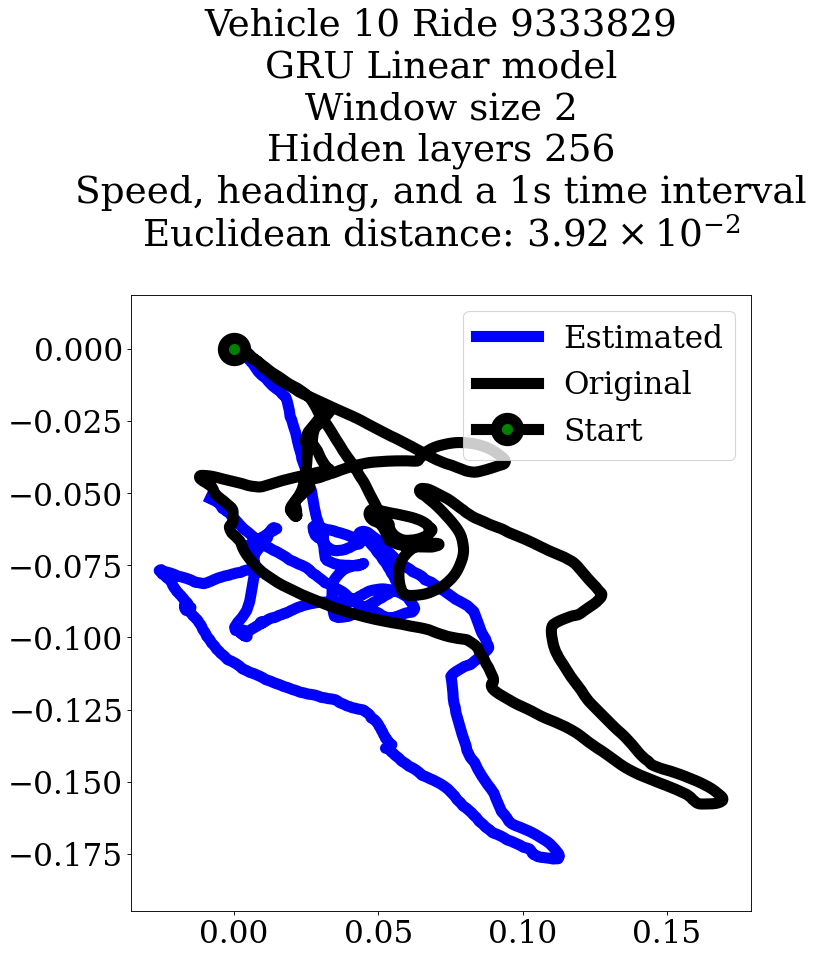 Vehicle 10 Ride 9333829
GRU Linear model
Window size 2
Hidden layers 256
Speed, heading, and a 1s time interval
Euclidean distance: 3.92 × 10⁻²
Estimated
Original
Start
0.000
−0.025
−0.050
−0.075
−0.100
−0.125
−0.150
−0.175
0.00 0.05 0.10 0.15